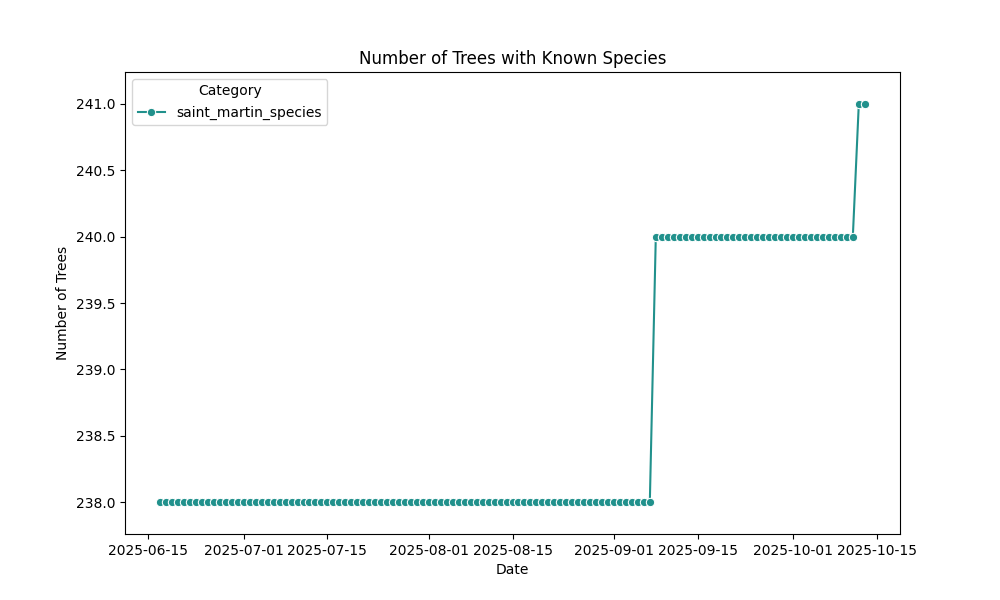 Number of Trees with Known Species
Category
saint_martin_species
Number of Trees
241.0
240.5
240.0
239.5
239.0
238.5
238.0
2025-06-15 2025-07-01 2025-07-15 2025-08-01 2025-08-15 2025-09-01 2025-09-15 2025-10-01 2025-10-15
Date